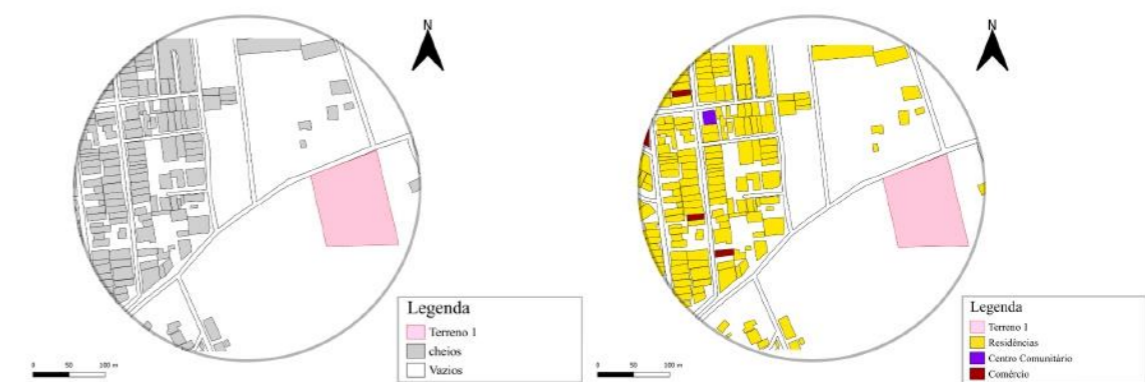 N
Legenda
Terreno 1
cheios
Vazios
0 50 100 m
N
Legenda
Terreno 1
Residências
Centro Comunitário
Comércio
0 50 100 m